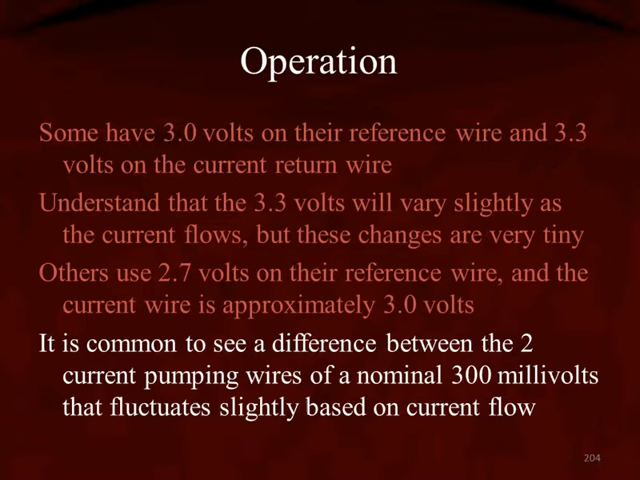 Operation
Some have 3.0 volts on their reference wire and 3.3
volts on the current return wire
Understand that the 3.3 volts will vary slightly as
the current flows, but these changes are very tiny
Others use 2.7 volts on their reference wire, and the
current wire is approximately 3.0 volts
It is common to see a difference between the 2
current pumping wires of a nominal 300 millivolts
that fluctuates slightly based on current flow
204